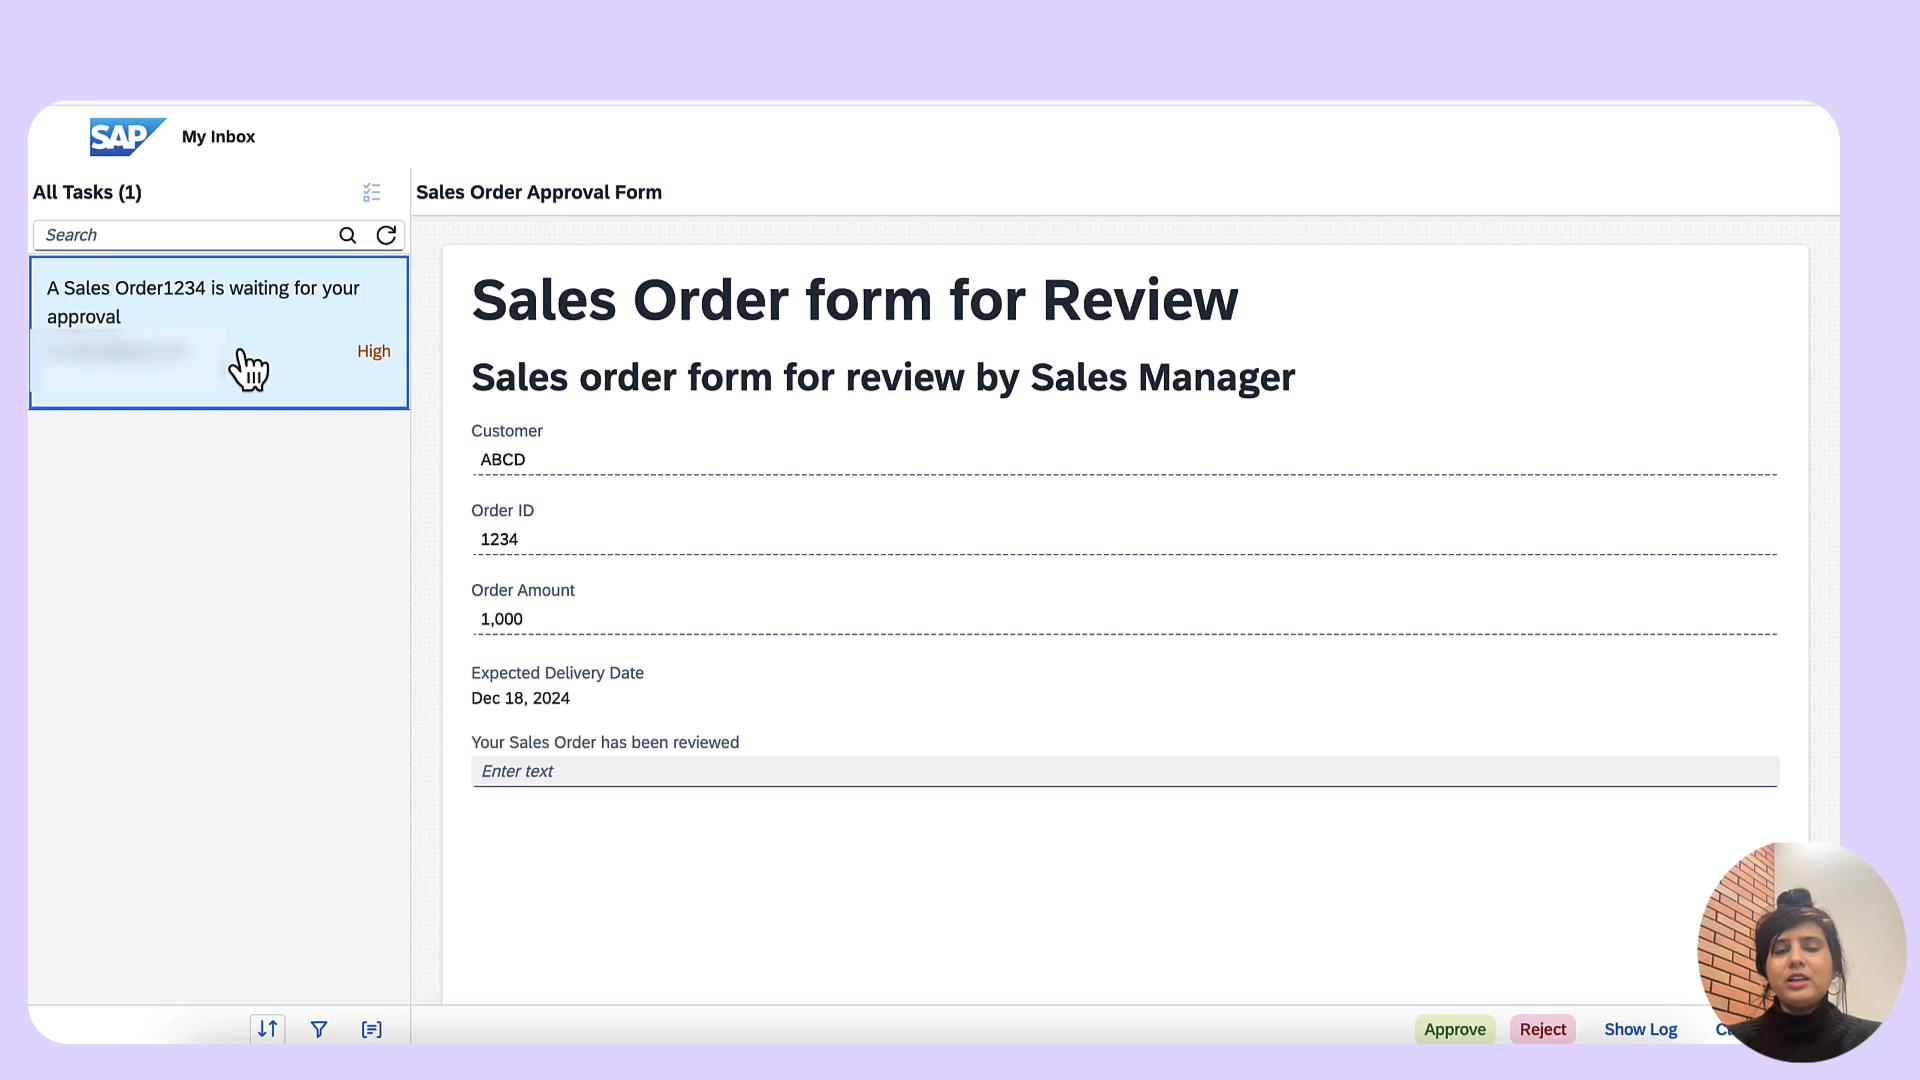 SAP My Inbox
All Tasks (1)
Search
A Sales Order1234 is waiting for your
approval
High
Sales Order Approval Form
Sales Order form for Review
Sales order form for review by Sales Manager
Customer
ABCD
Order ID
1234
Order Amount
1,000
Expected Delivery Date
Dec 18, 2024
Your Sales Order has been reviewed
Enter text
Approve Reject Show Log